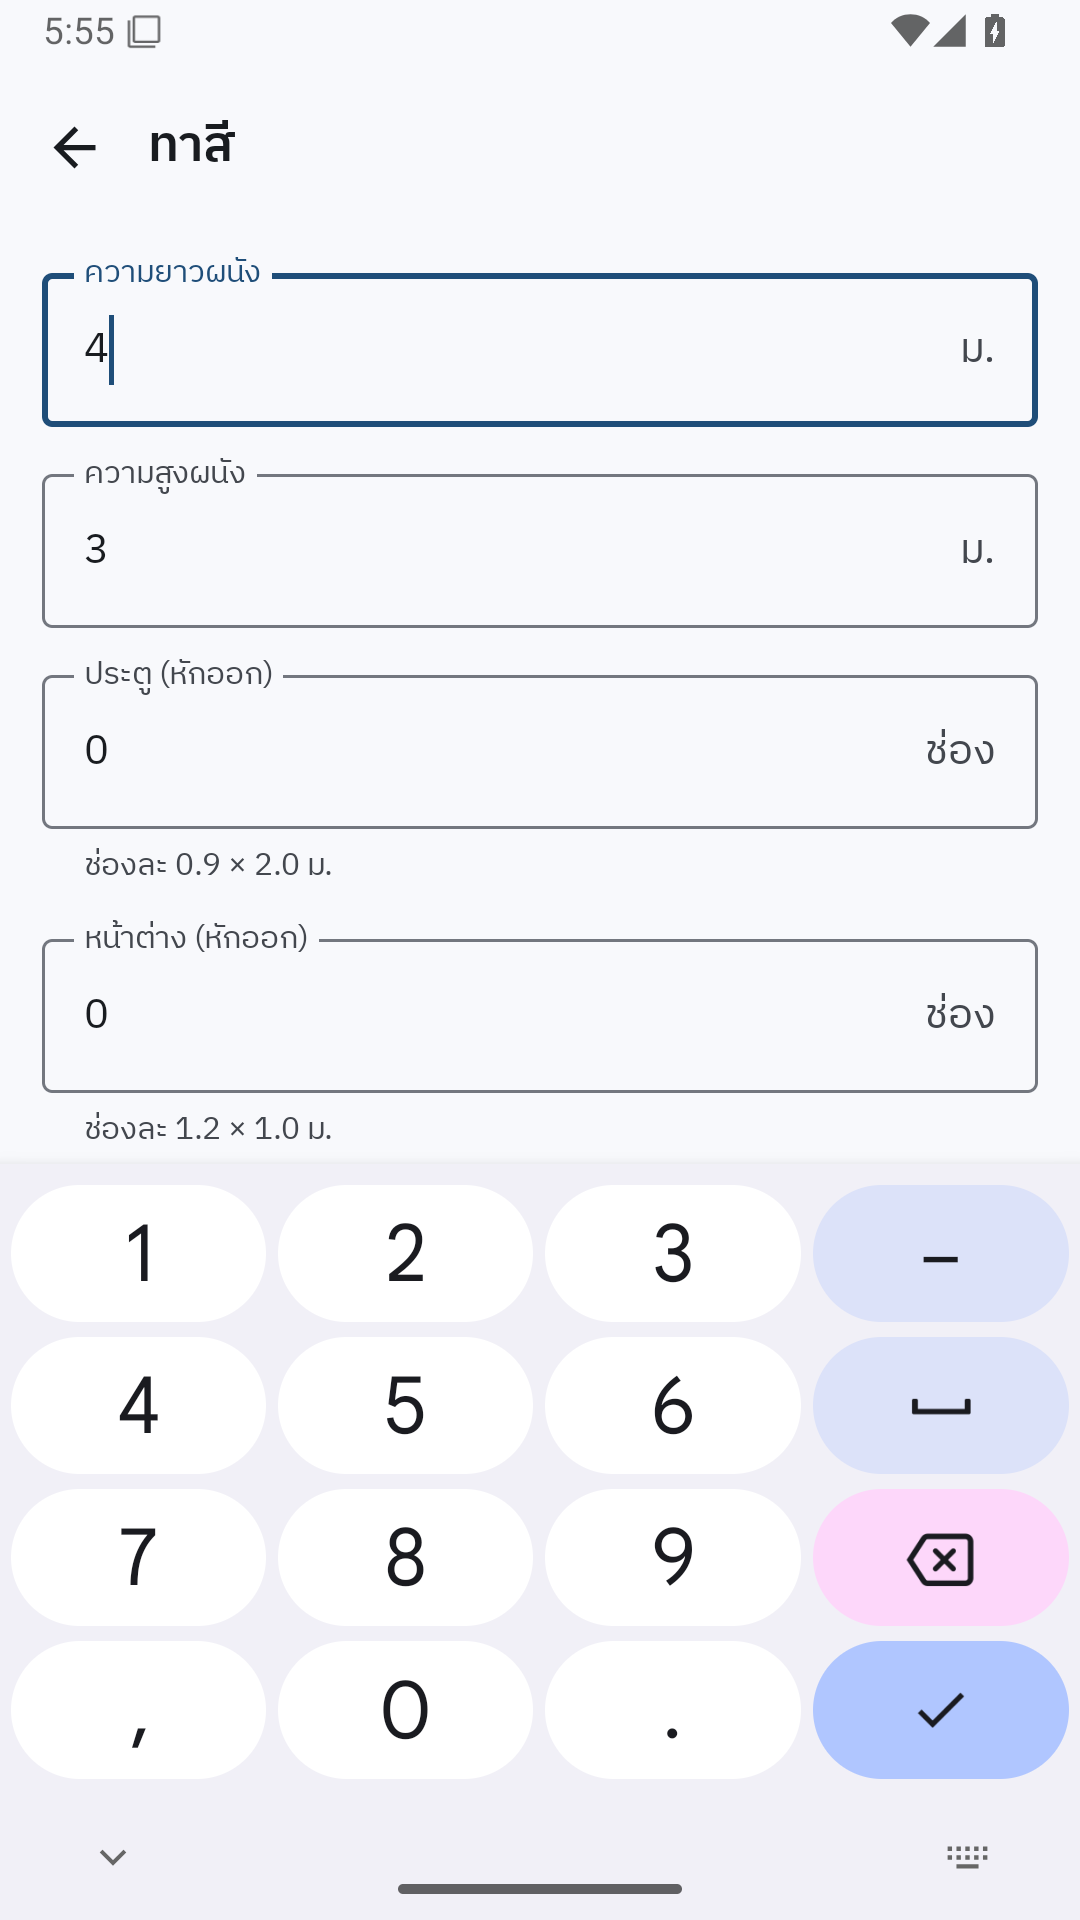 5:55
ทาสี
ความยาวผนัง
4 ม.
ความสูงผนัง
3 ม.
ประตู (หักออก)
0 ช่อง
ช่องละ 0.9 × 2.0 ม.
หน้าต่าง (หักออก)
0 ช่อง
ช่องละ 1.2 × 1.0 ม.
1 2 3 –
4 5 6
7 8 9
, 0 .